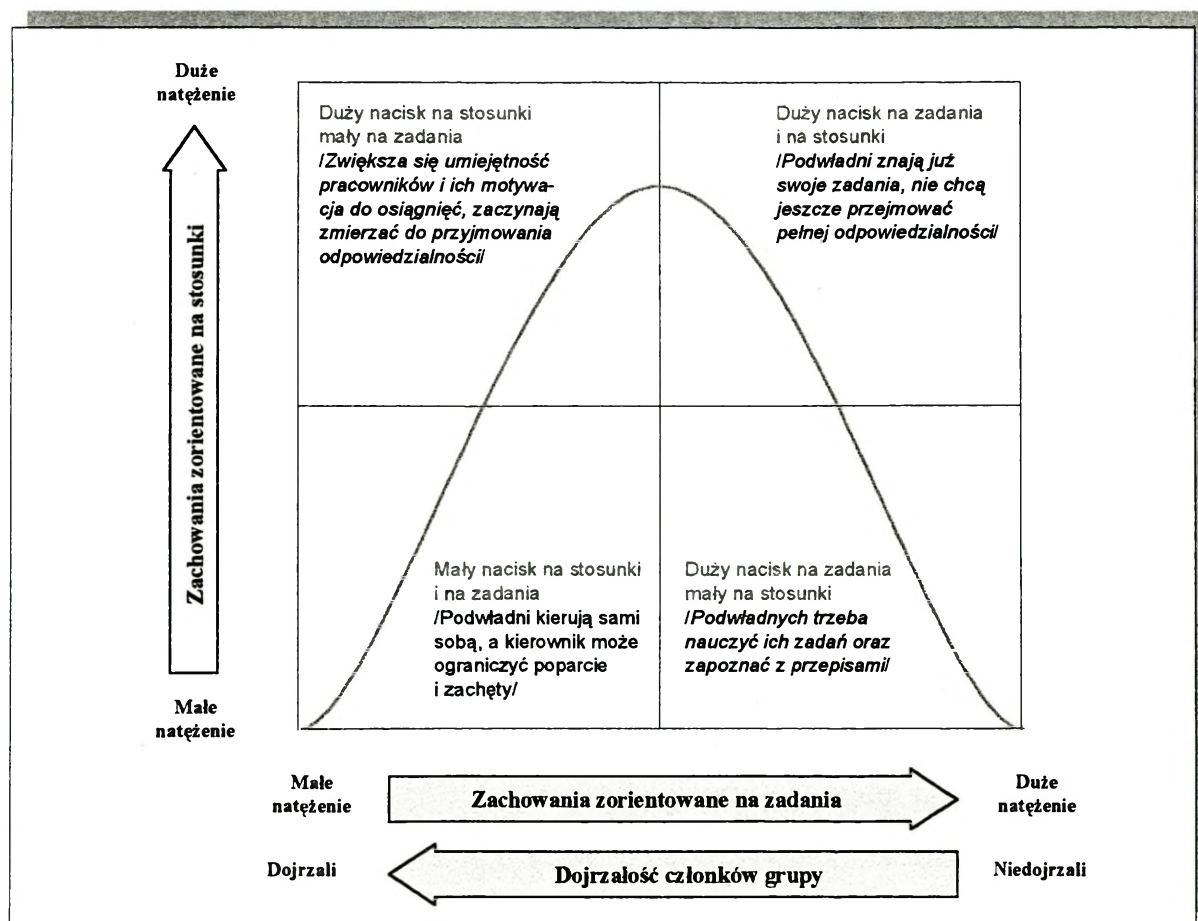 Duże
natężenie
Zachowania zorientowane na stosunki
Małe
natężenie
Duży nacisk na stosunki
mały na zadania
/Zwiększa się umiejętność
pracowników i ich motywa-
cja do osiągnięć, zaczynają
zmierzać do przyjmowania
odpowiedzialności/
Duży nacisk na zadania
i na stosunki
/Podwładni znają już
swoje zadania, nie chcą
jeszcze przejmować
pełnej odpowiedzialności/
Mały nacisk na stosunki
i na zadania
/Podwładni kierują sami
sobą, a kierownik może
ograniczyć poparcie
i zachęty/
Duży nacisk na zadania
mały na stosunki
/Podwładnych trzeba
nauczyć ich zadań oraz
zapoznać z przepisami/
Małe
natężenie
Zachowania zorientowane na zadania
Duże
natężenie
Dojrzali
Dojrzałość członków grupy
Niedojrzali